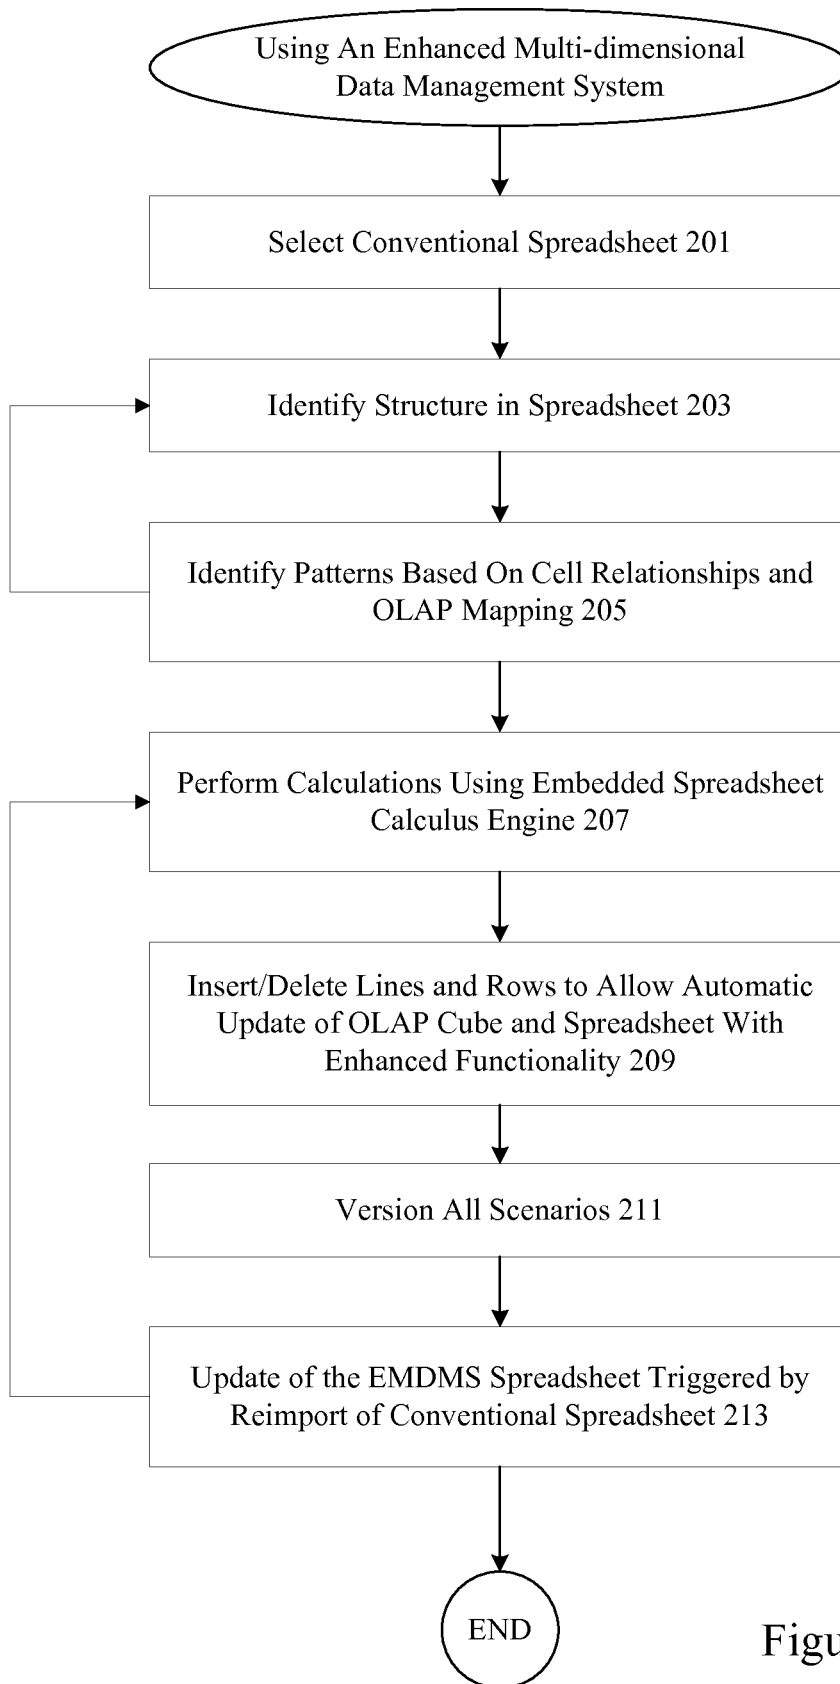 Using An Enhanced Multi-dimensional
Data Management System
Select Conventional Spreadsheet 201
Identify Structure in Spreadsheet 203
Identify Patterns Based On Cell Relationships and
OLAP Mapping 205
Perform Calculations Using Embedded Spreadsheet
Calculus Engine 207
Insert/Delete Lines and Rows to Allow Automatic
Update of OLAP Cube and Spreadsheet With
Enhanced Functionality 209
Version All Scenarios 211
Update of the EMDMS Spreadsheet Triggered by
Reimport of Conventional Spreadsheet 213
END